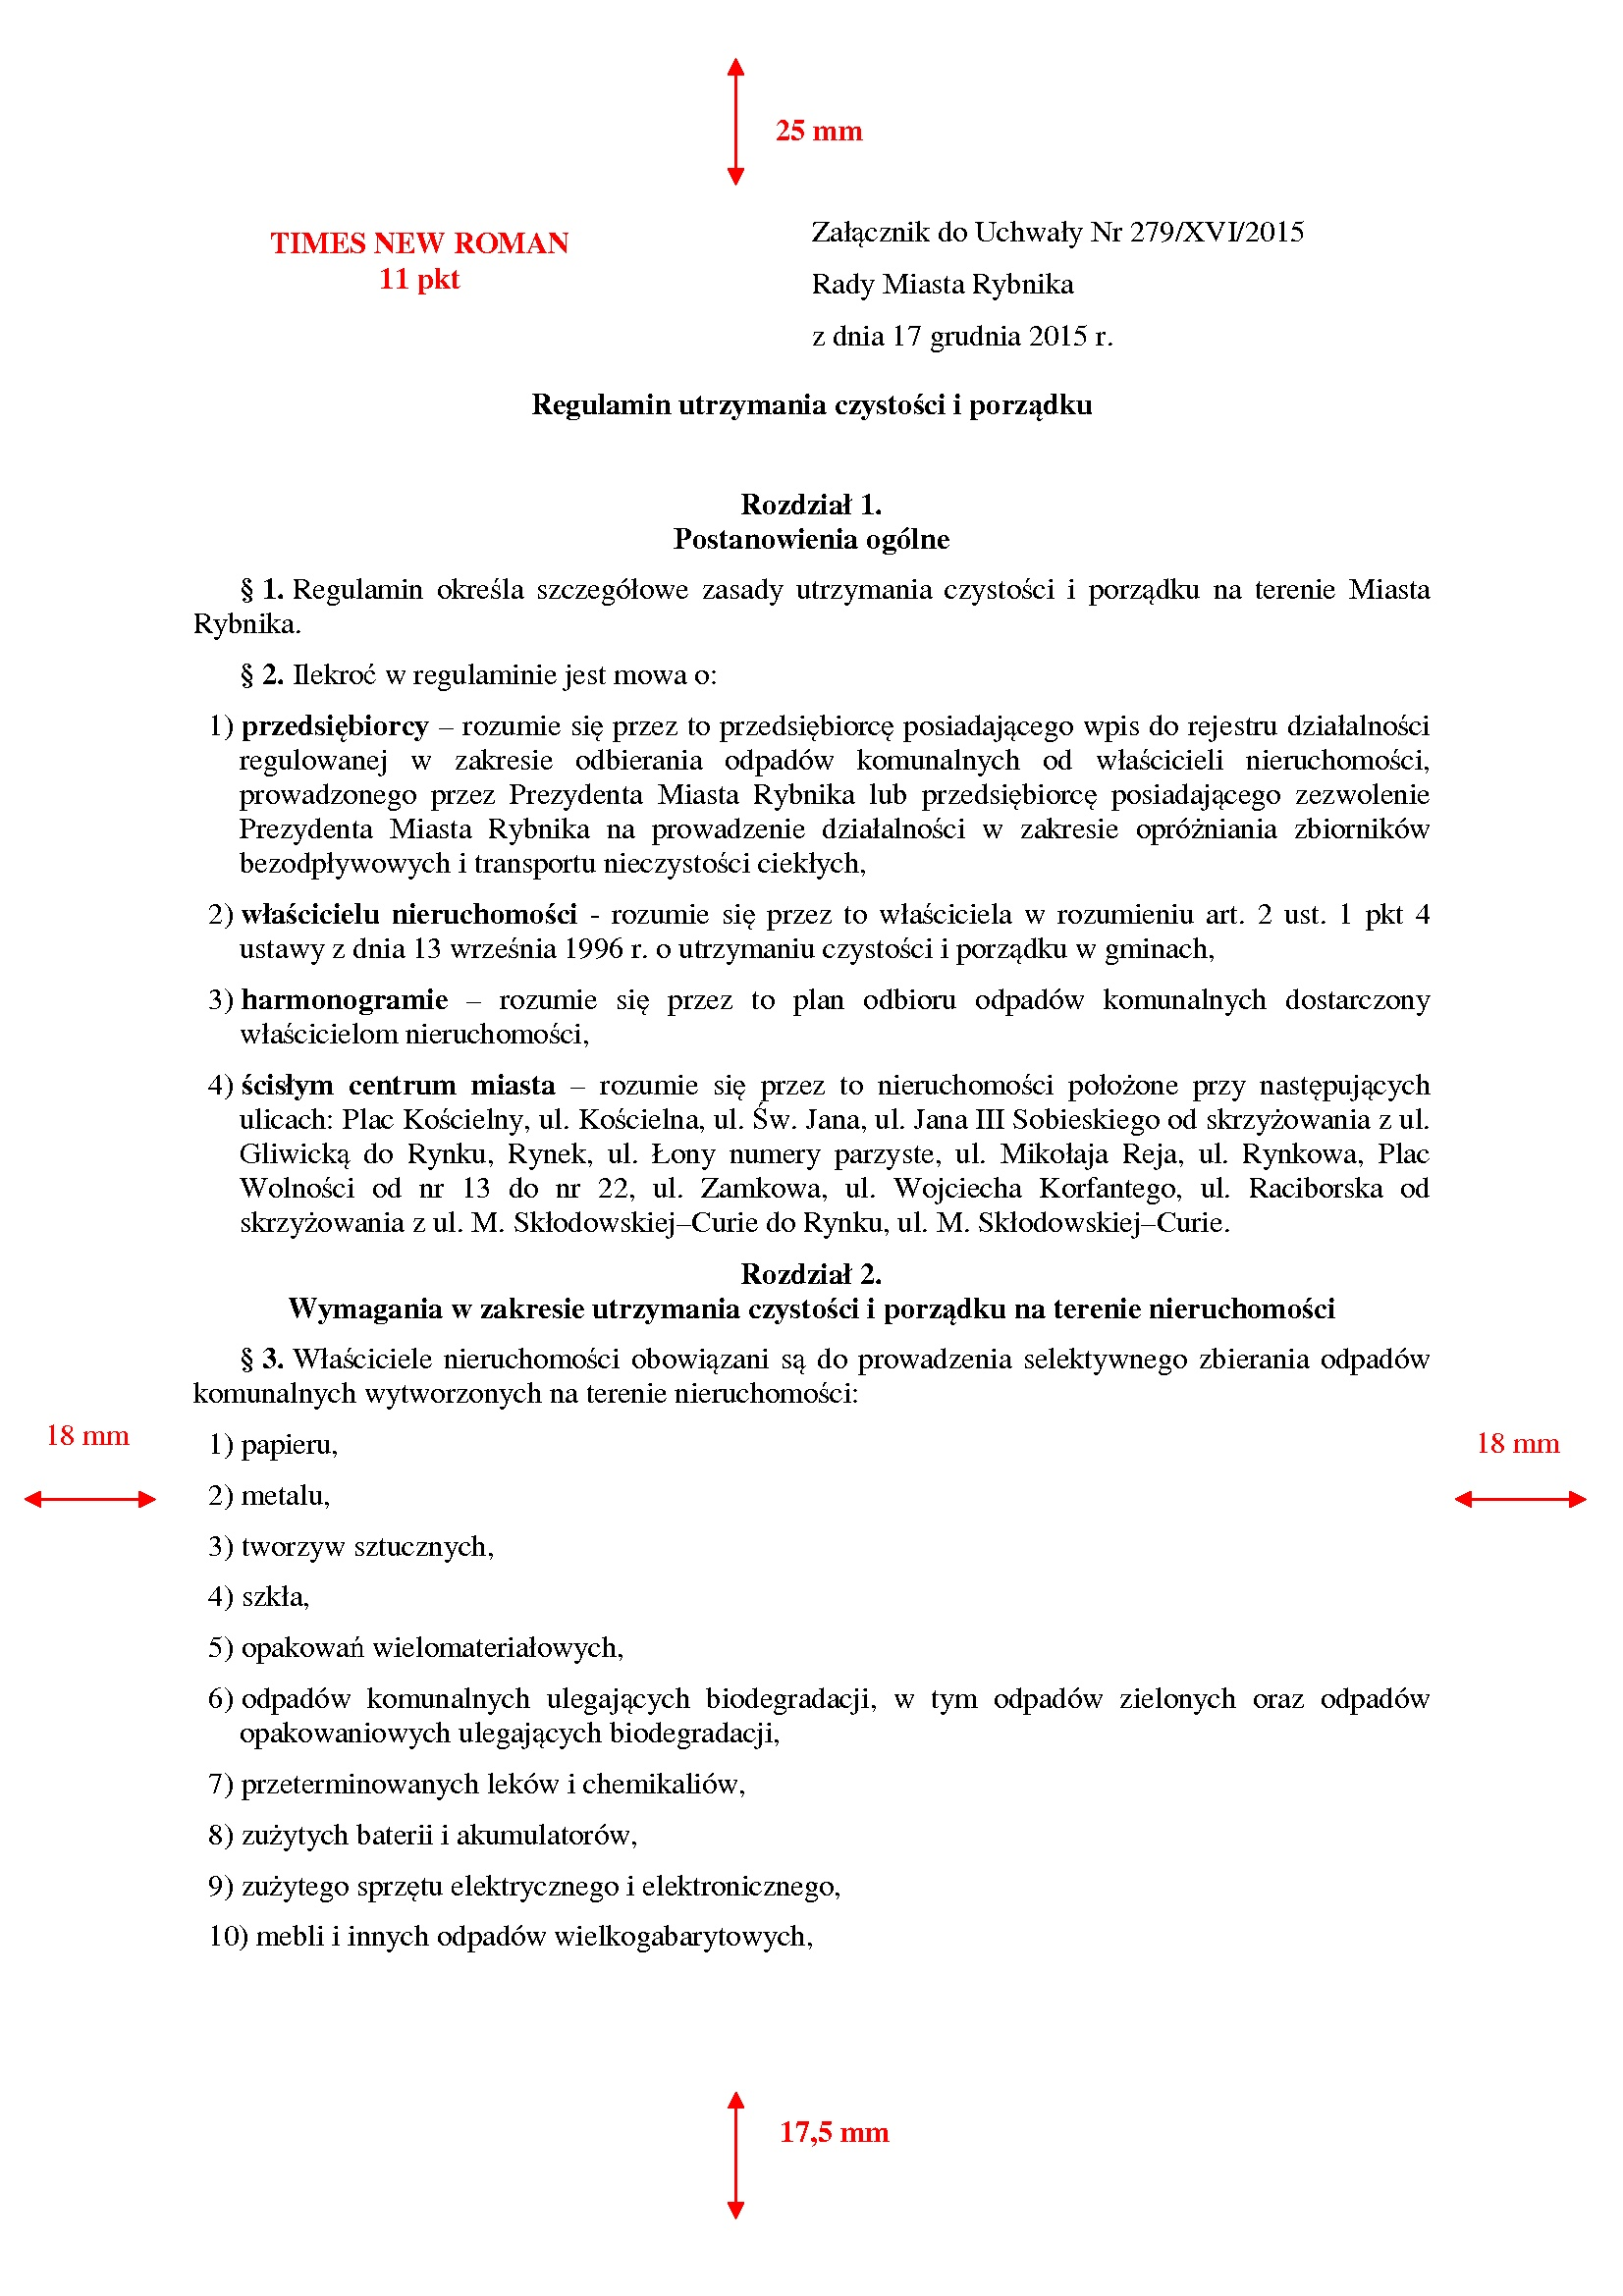 25 mm
TIMES NEW ROMAN
11 pkt
Załącznik do Uchwały Nr 279/XVI/2015
Rady Miasta Rybnika
z dnia 17 grudnia 2015 r.
Regulamin utrzymania czystości i porządku
Rozdział 1.
Postanowienia ogólne
§ 1. Regulamin określa szczegółowe zasady utrzymania czystości i porządku na terenie Miasta
Rybnika.
§ 2. Ilekroć w regulaminie jest mowa o:
1) przedsiębiorcy – rozumie się przez to przedsiębiorcę posiadającego wpis do rejestru działalności
regulowanej w zakresie odbierania odpadów komunalnych od właścicieli nieruchomości,
prowadzonego przez Prezydenta Miasta Rybnika lub przedsiębiorcę posiadającego zezwolenie
Prezydenta Miasta Rybnika na prowadzenie działalności w zakresie opróżniania zbiorników
bezodpływowych i transportu nieczystości ciekłych,
2) właścicielu nieruchomości - rozumie się przez to właściciela w rozumieniu art. 2 ust. 1 pkt 4
ustawy z dnia 13 września 1996 r. o utrzymaniu czystości i porządku w gminach,
3) harmonogramie – rozumie się przez to plan odbioru odpadów komunalnych dostarczony
właścicielom nieruchomości,
4) ścisłym centrum miasta – rozumie się przez to nieruchomości położone przy następujących
ulicach: Plac Kościelny, ul. Kościelna, ul. Św. Jana, ul. Jana III Sobieskiego od skrzyżowania z ul.
Gliwicką do Rynku, Rynek, ul. Łony numery parzyste, ul. Mikołaja Reja, ul. Rynkowa, Plac
Wolności od nr 13 do nr 22, ul. Zamkowa, ul. Wojciecha Korfantego, ul. Raciborska od
skrzyżowania z ul. M. Skłodowskiej–Curie do Rynku, ul. M. Skłodowskiej–Curie.
Rozdział 2.
Wymagania w zakresie utrzymania czystości i porządku na terenie nieruchomości
§ 3. Właściciele nieruchomości obowiązani są do prowadzenia selektywnego zbierania odpadów
komunalnych wytworzonych na terenie nieruchomości:
18 mm
18 mm
1) papieru,
2) metalu,
3) tworzyw sztucznych,
4) szkła,
5) opakowań wielomateriałowych,
6) odpadów komunalnych ulegających biodegradacji, w tym odpadów zielonych oraz odpadów
opakowaniowych ulegających biodegradacji,
7) przeterminowanych leków i chemikaliów,
8) zużytych baterii i akumulatorów,
9) zużytego sprzętu elektrycznego i elektronicznego,
10) mebli i innych odpadów wielkogabarytowych,
17,5 mm